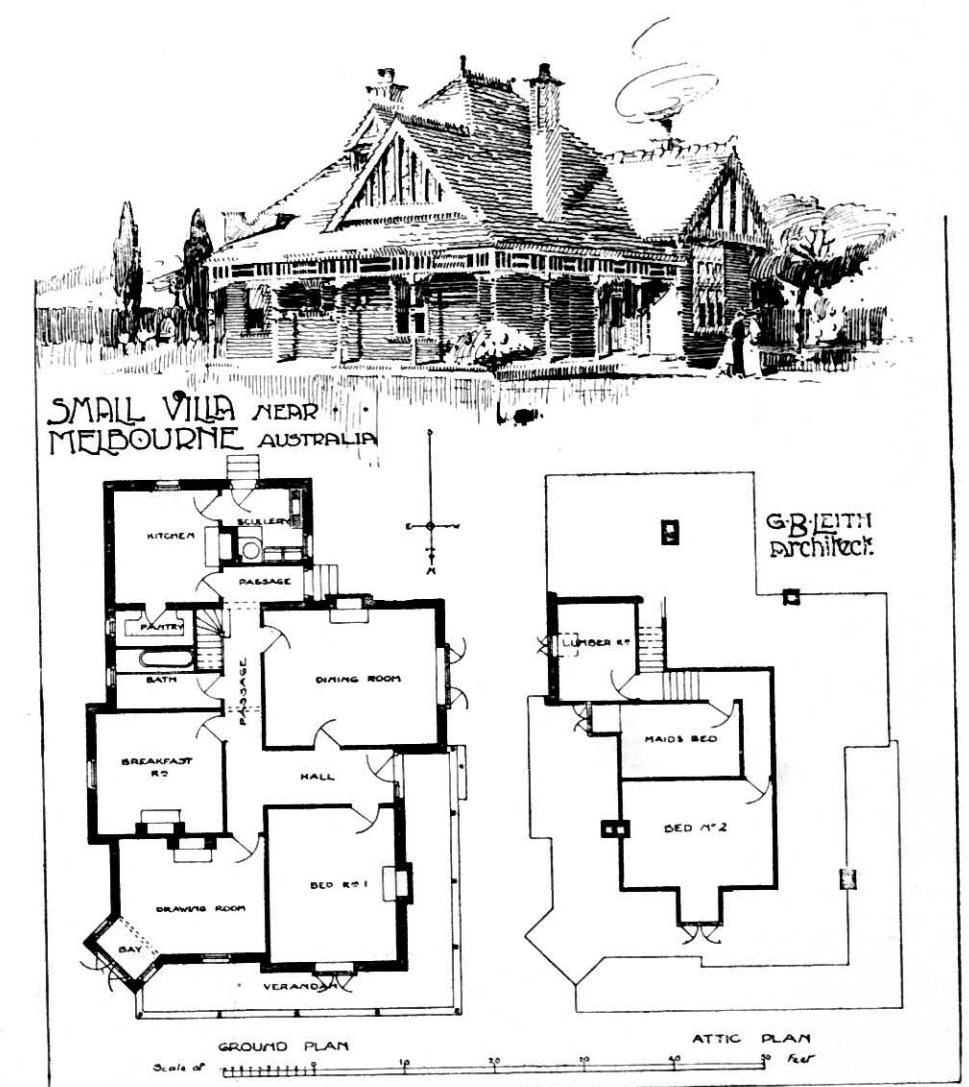 SMALL VILLA NEAR
MELBOURNE AUSTRALIA
G·B·LEITH
Architect.
E W
N
KITCHEN
SCULLERY
PASSAGE
PANTRY
BATH
PASSAGE
DINING ROOM
BREAKFAST
RM
HALL
DRAWING ROOM
BED RM 1
BAY
VERANDAH
LUMBER RM
MAIDS BED
BED No 2
GROUND PLAN
ATTIC PLAN
Scale of 0 10 20 30 40 50 Feet